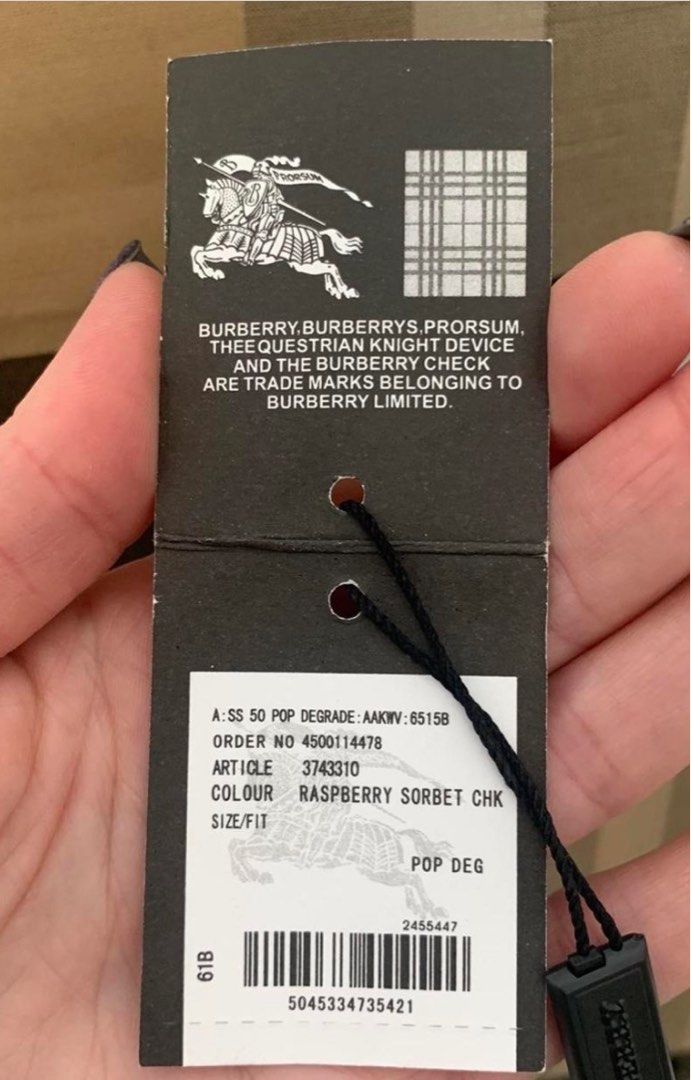 B
PRORSUM
B
BURBERRY,BURBERRYS,PRORSUM,
THEEQUESTRIAN KNIGHT DEVICE
AND THE BURBERRY CHECK
ARE TRADE MARKS BELONGING TO
BURBERRY LIMITED.
A:SS 50 POP DEGRADE:AAKWV:6515B
ORDER NO 4500114478
ARTICLE 3743310
COLOUR RASPBERRY SORBET CHK
SIZE/FIT
POP DEG
2455447
61B
5045334735421